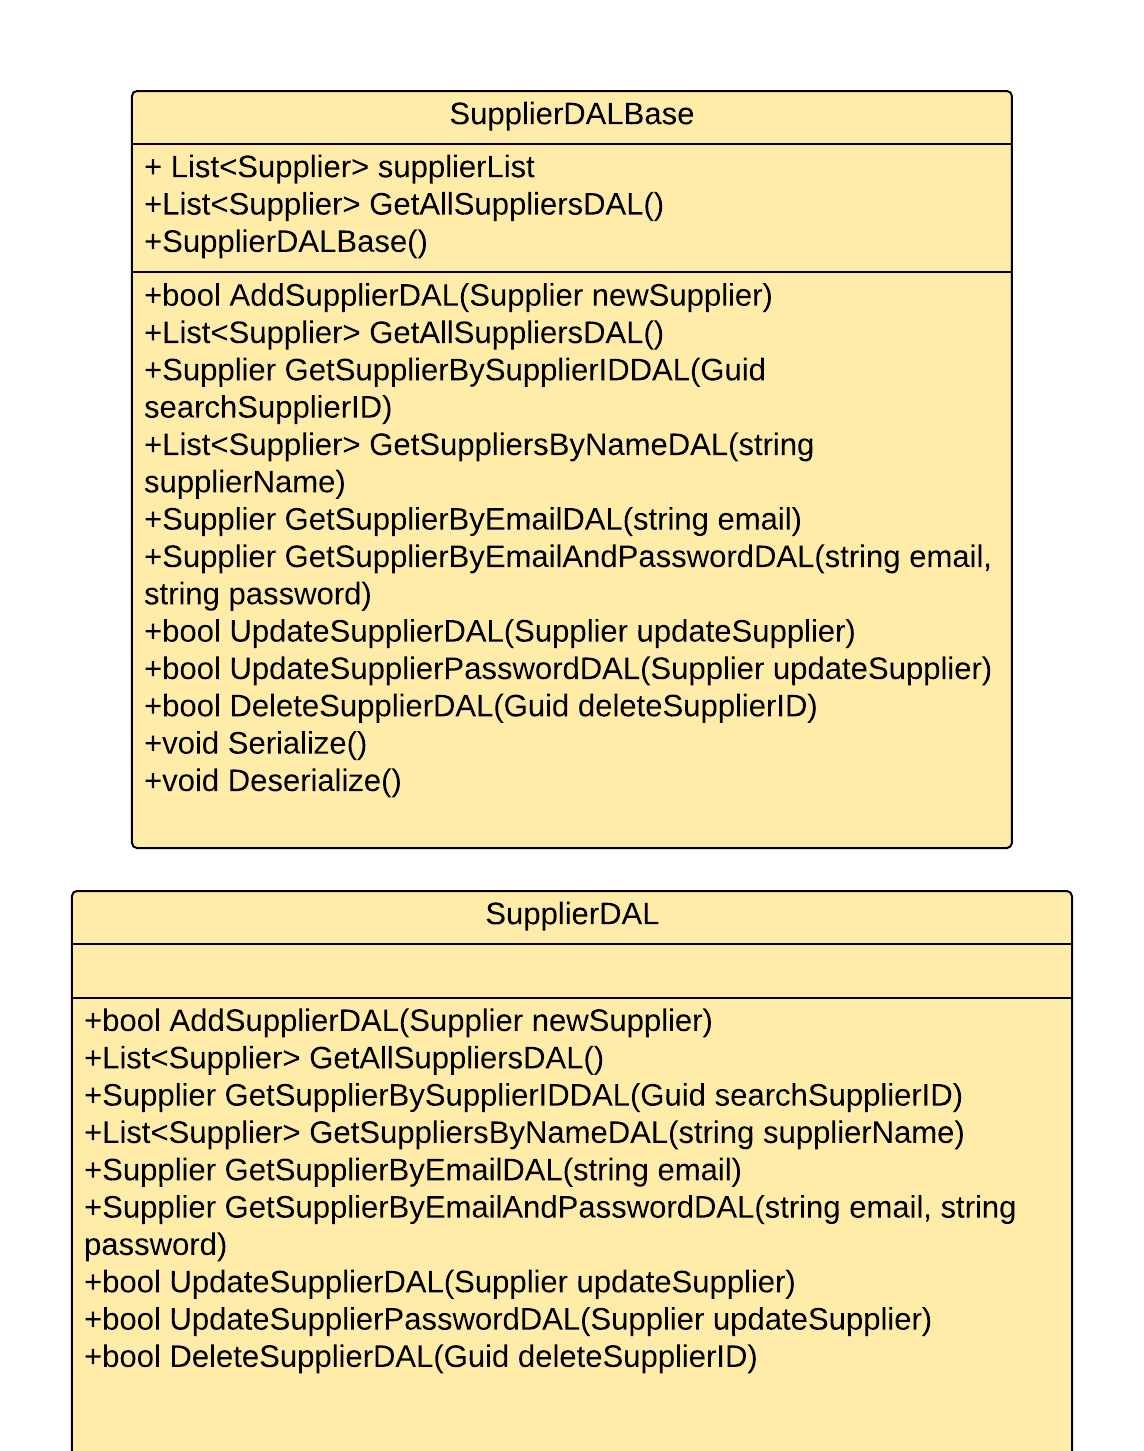 SupplierDALBase
+ List<Supplier> supplierList
+List<Supplier> GetAllSuppliersDAL()
+SupplierDALBase()
+bool AddSupplierDAL(Supplier newSupplier)
+List<Supplier> GetAllSuppliersDAL()
+Supplier GetSupplierBySupplierIDDAL(Guid
searchSupplierID)
+List<Supplier> GetSuppliersByNameDAL(string
supplierName)
+Supplier GetSupplierByEmailDAL(string email)
+Supplier GetSupplierByEmailAndPasswordDAL(string email,
string password)
+bool UpdateSupplierDAL(Supplier updateSupplier)
+bool UpdateSupplierPasswordDAL(Supplier updateSupplier)
+bool DeleteSupplierDAL(Guid deleteSupplierID)
+void Serialize()
+void Deserialize()
SupplierDAL
+bool AddSupplierDAL(Supplier newSupplier)
+List<Supplier> GetAllSuppliersDAL()
+Supplier GetSupplierBySupplierIDDAL(Guid searchSupplierID)
+List<Supplier> GetSuppliersByNameDAL(string supplierName)
+Supplier GetSupplierByEmailDAL(string email)
+Supplier GetSupplierByEmailAndPasswordDAL(string email, string
password)
+bool UpdateSupplierDAL(Supplier updateSupplier)
+bool UpdateSupplierPasswordDAL(Supplier updateSupplier)
+bool DeleteSupplierDAL(Guid deleteSupplierID)